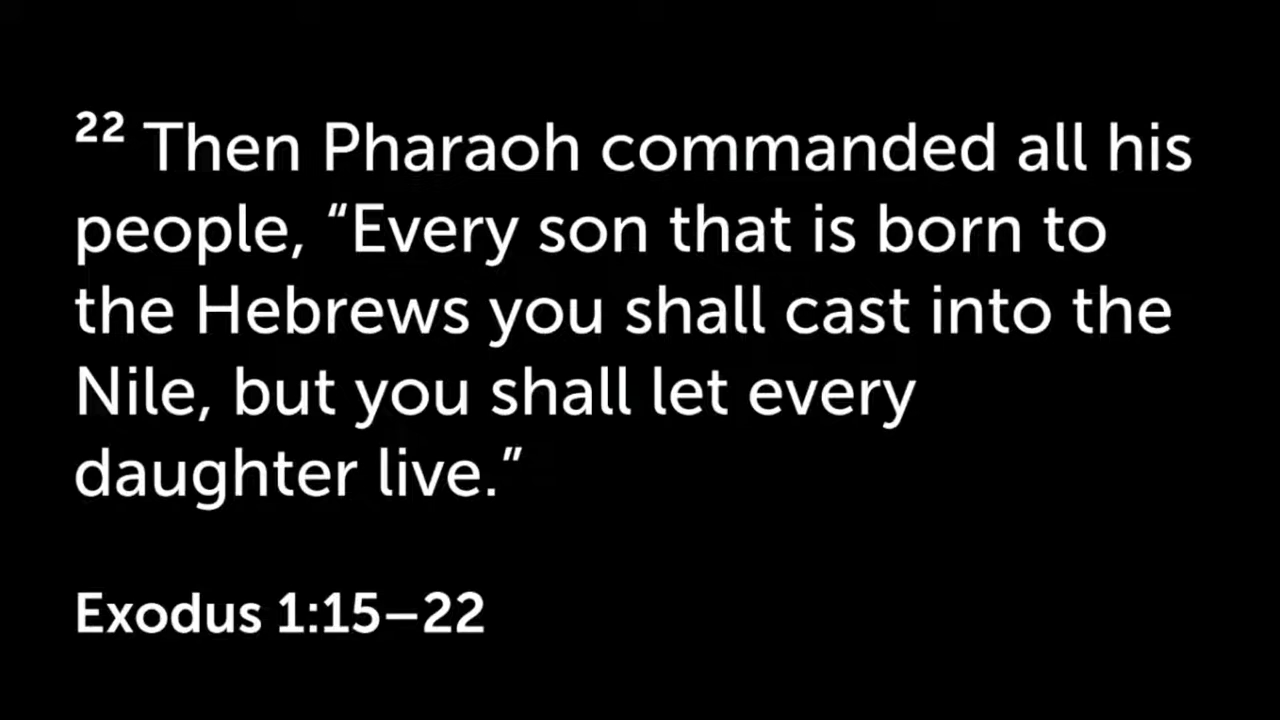 22 Then Pharaoh commanded all his
people, “Every son that is born to
the Hebrews you shall cast into the
Nile, but you shall let every
daughter live.”
Exodus 1:15–22